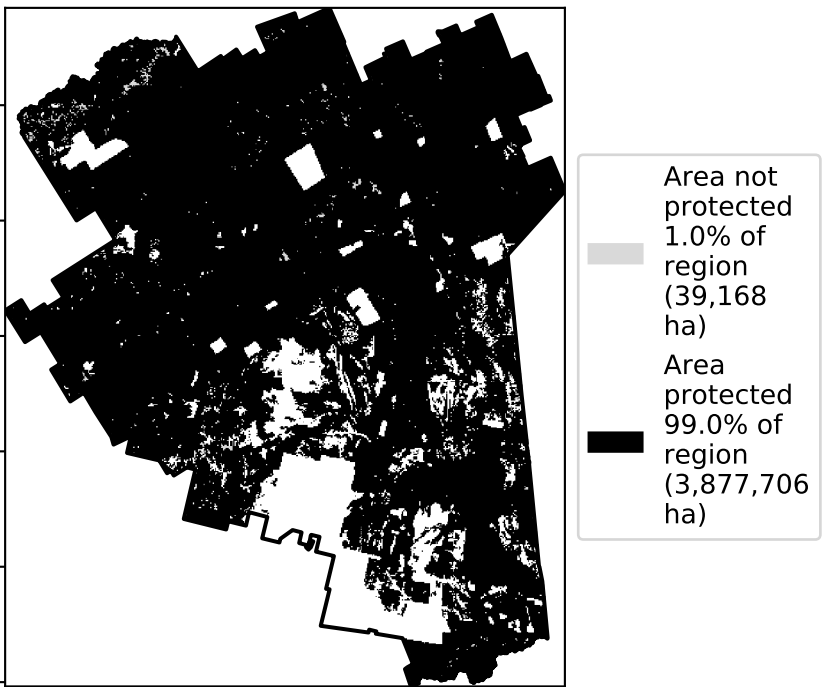 Area not
protected
1.0% of
region
(39,168
ha)
Area
protected
99.0% of
region
(3,877,706
ha)